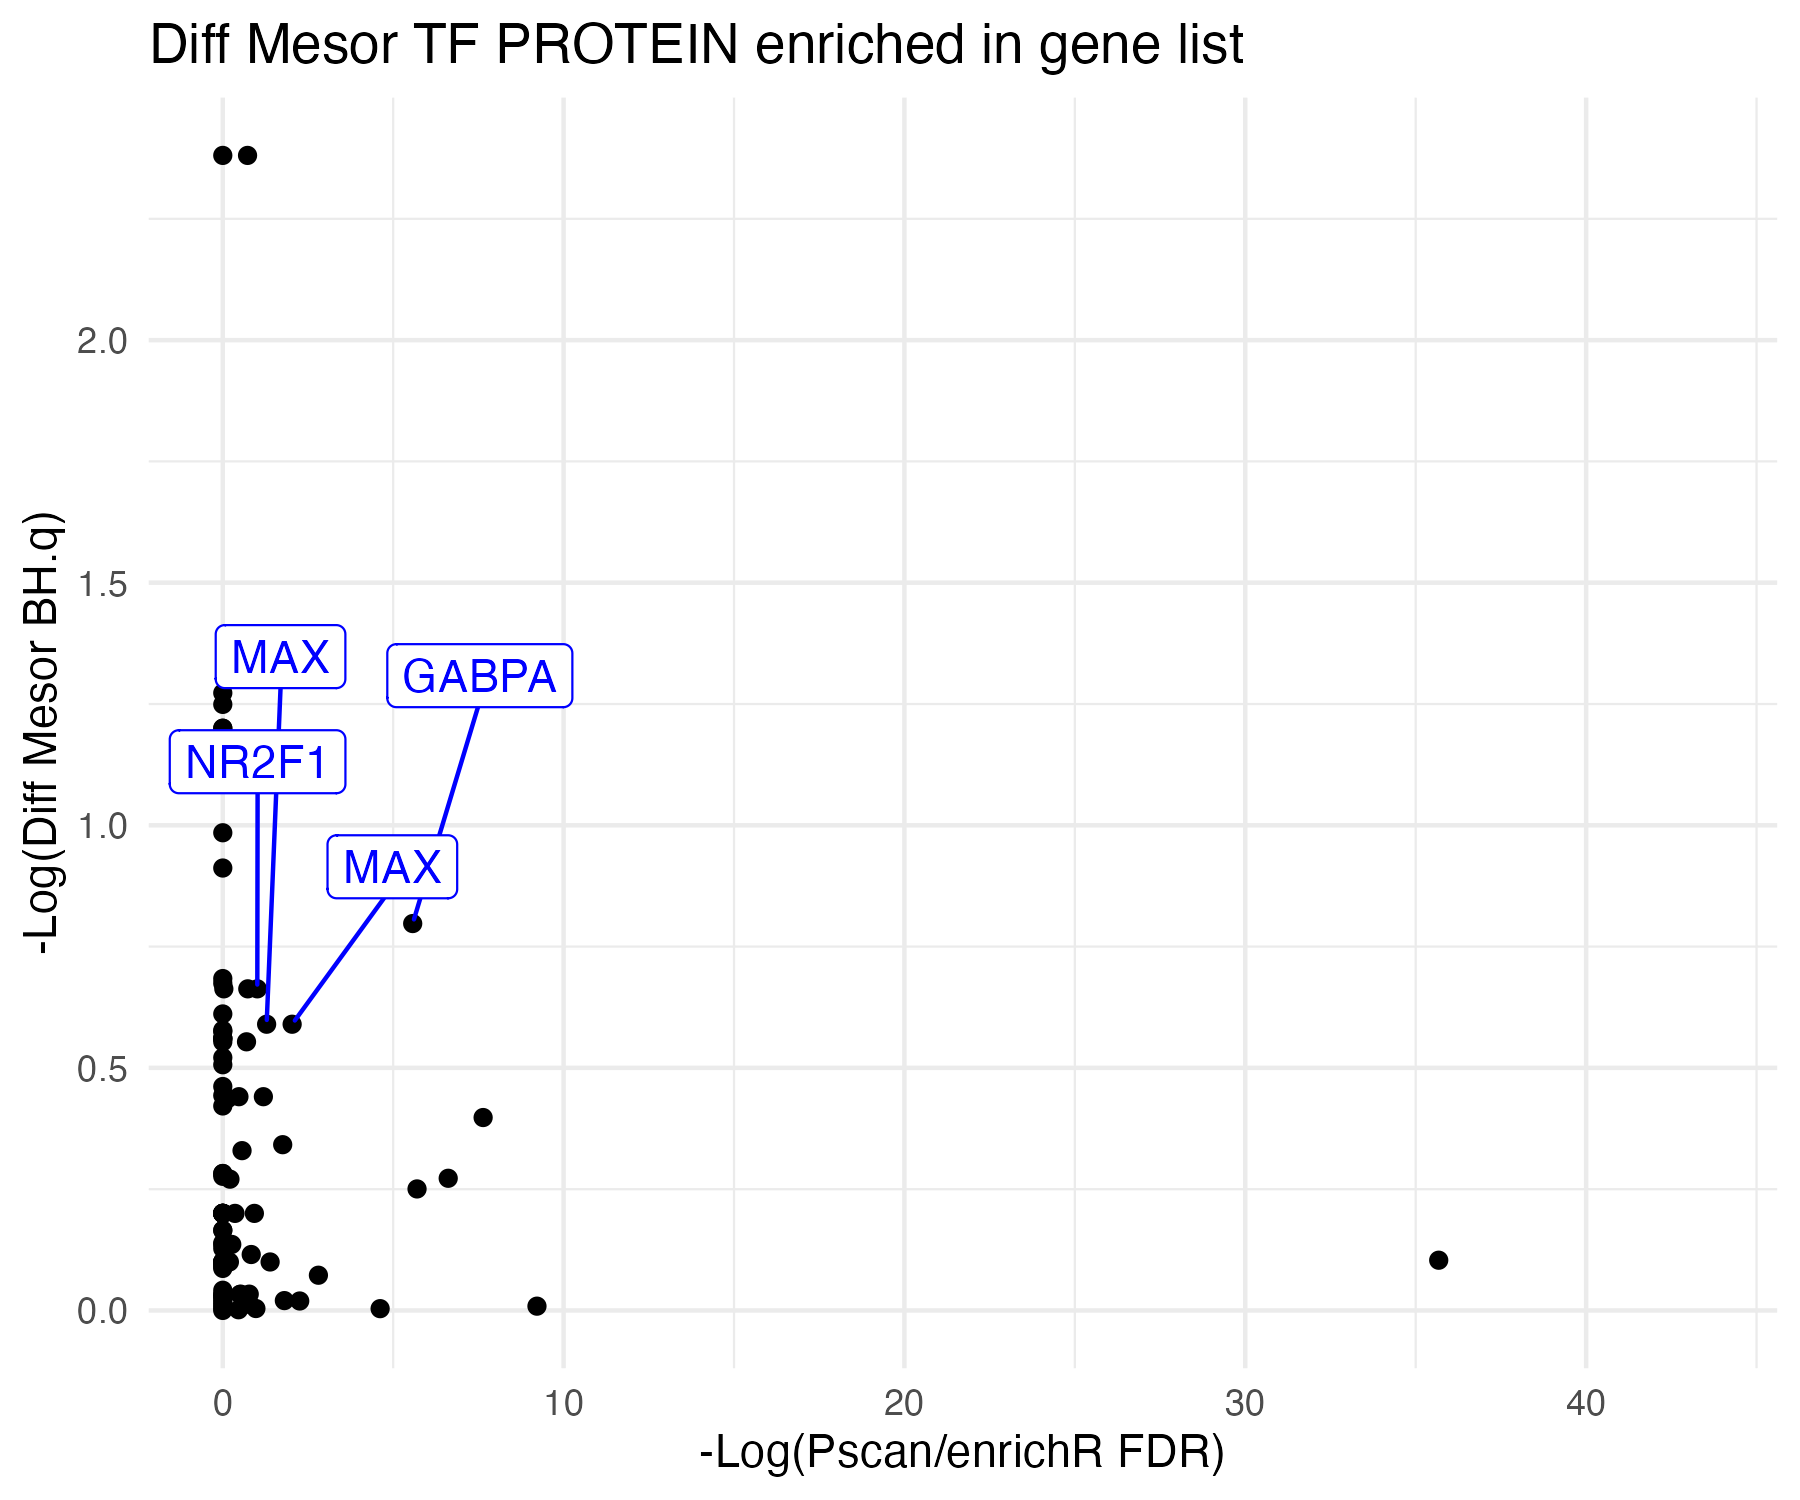 Diff Mesor TF PROTEIN enriched in gene list
-Log(Diff Mesor BH.q)
2.0
1.5
1.0
0.5
0.0
MAX
GABPA
NR2F1
MAX
0
10
20
30
40
-Log(Pscan/enrichR FDR)